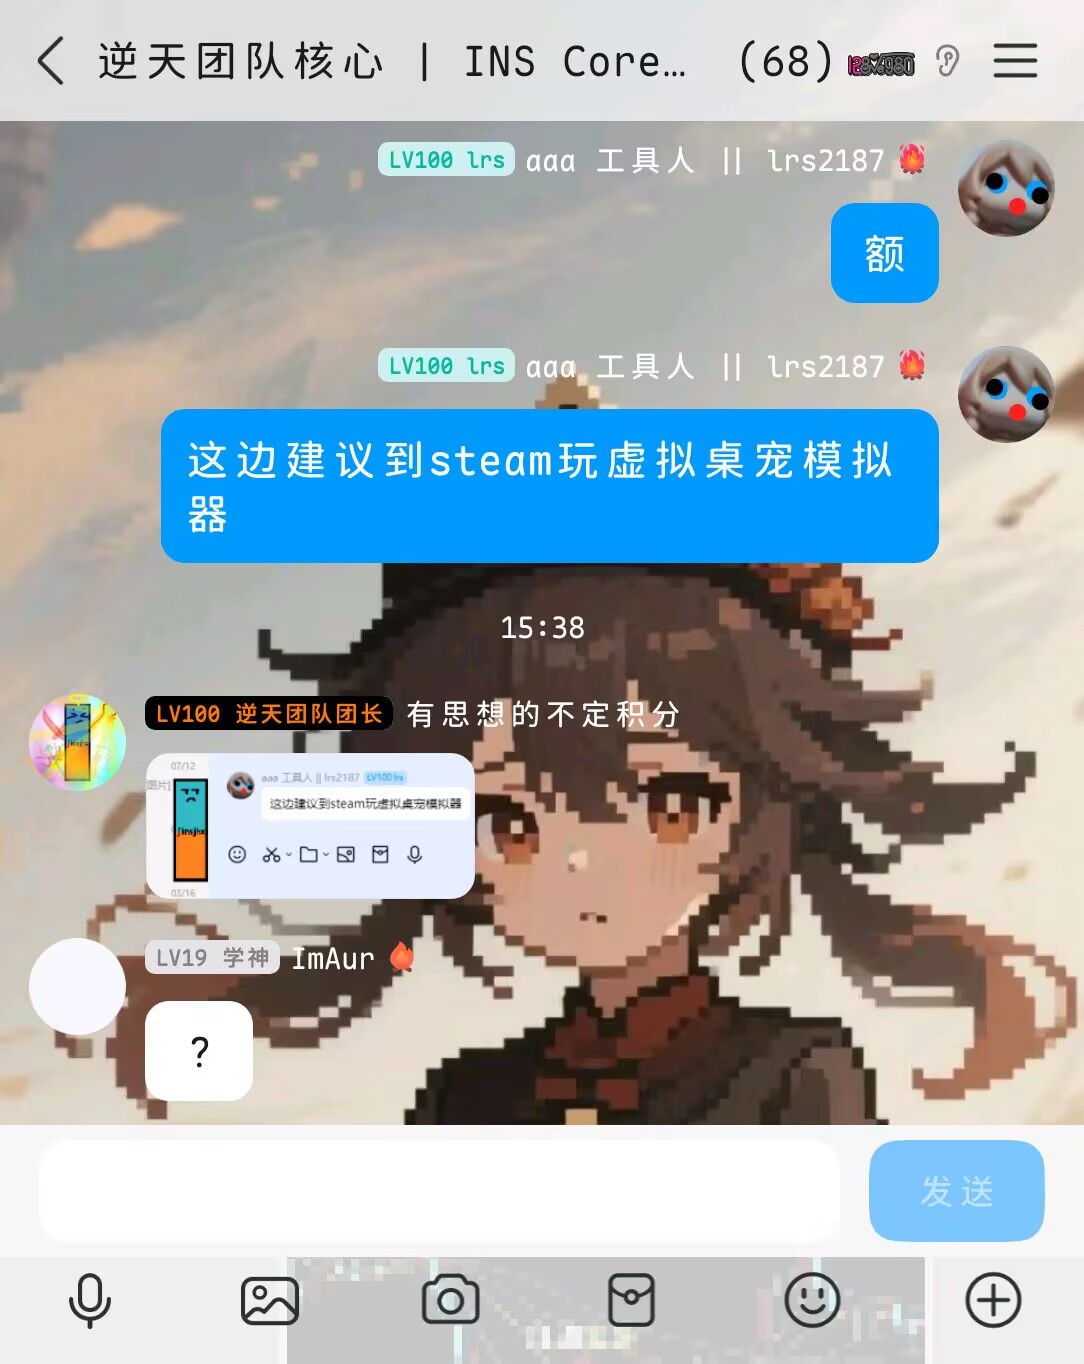 逆天团队核心 | INS Core… (68)
LV100 lrs aaa 工具人 || lrs2187
额
LV100 lrs aaa 工具人 || lrs2187
这边建议到steam玩虚拟桌宠模拟
器
15:38
LV100 逆天团队团长 有思想的不定积分
07/12
aaa 工具人 || lrs2187 LV100 lrs
图片]
这边建议到steam玩虚拟桌宠模拟器
03/16
LV19 学神 ImAur
?
发送